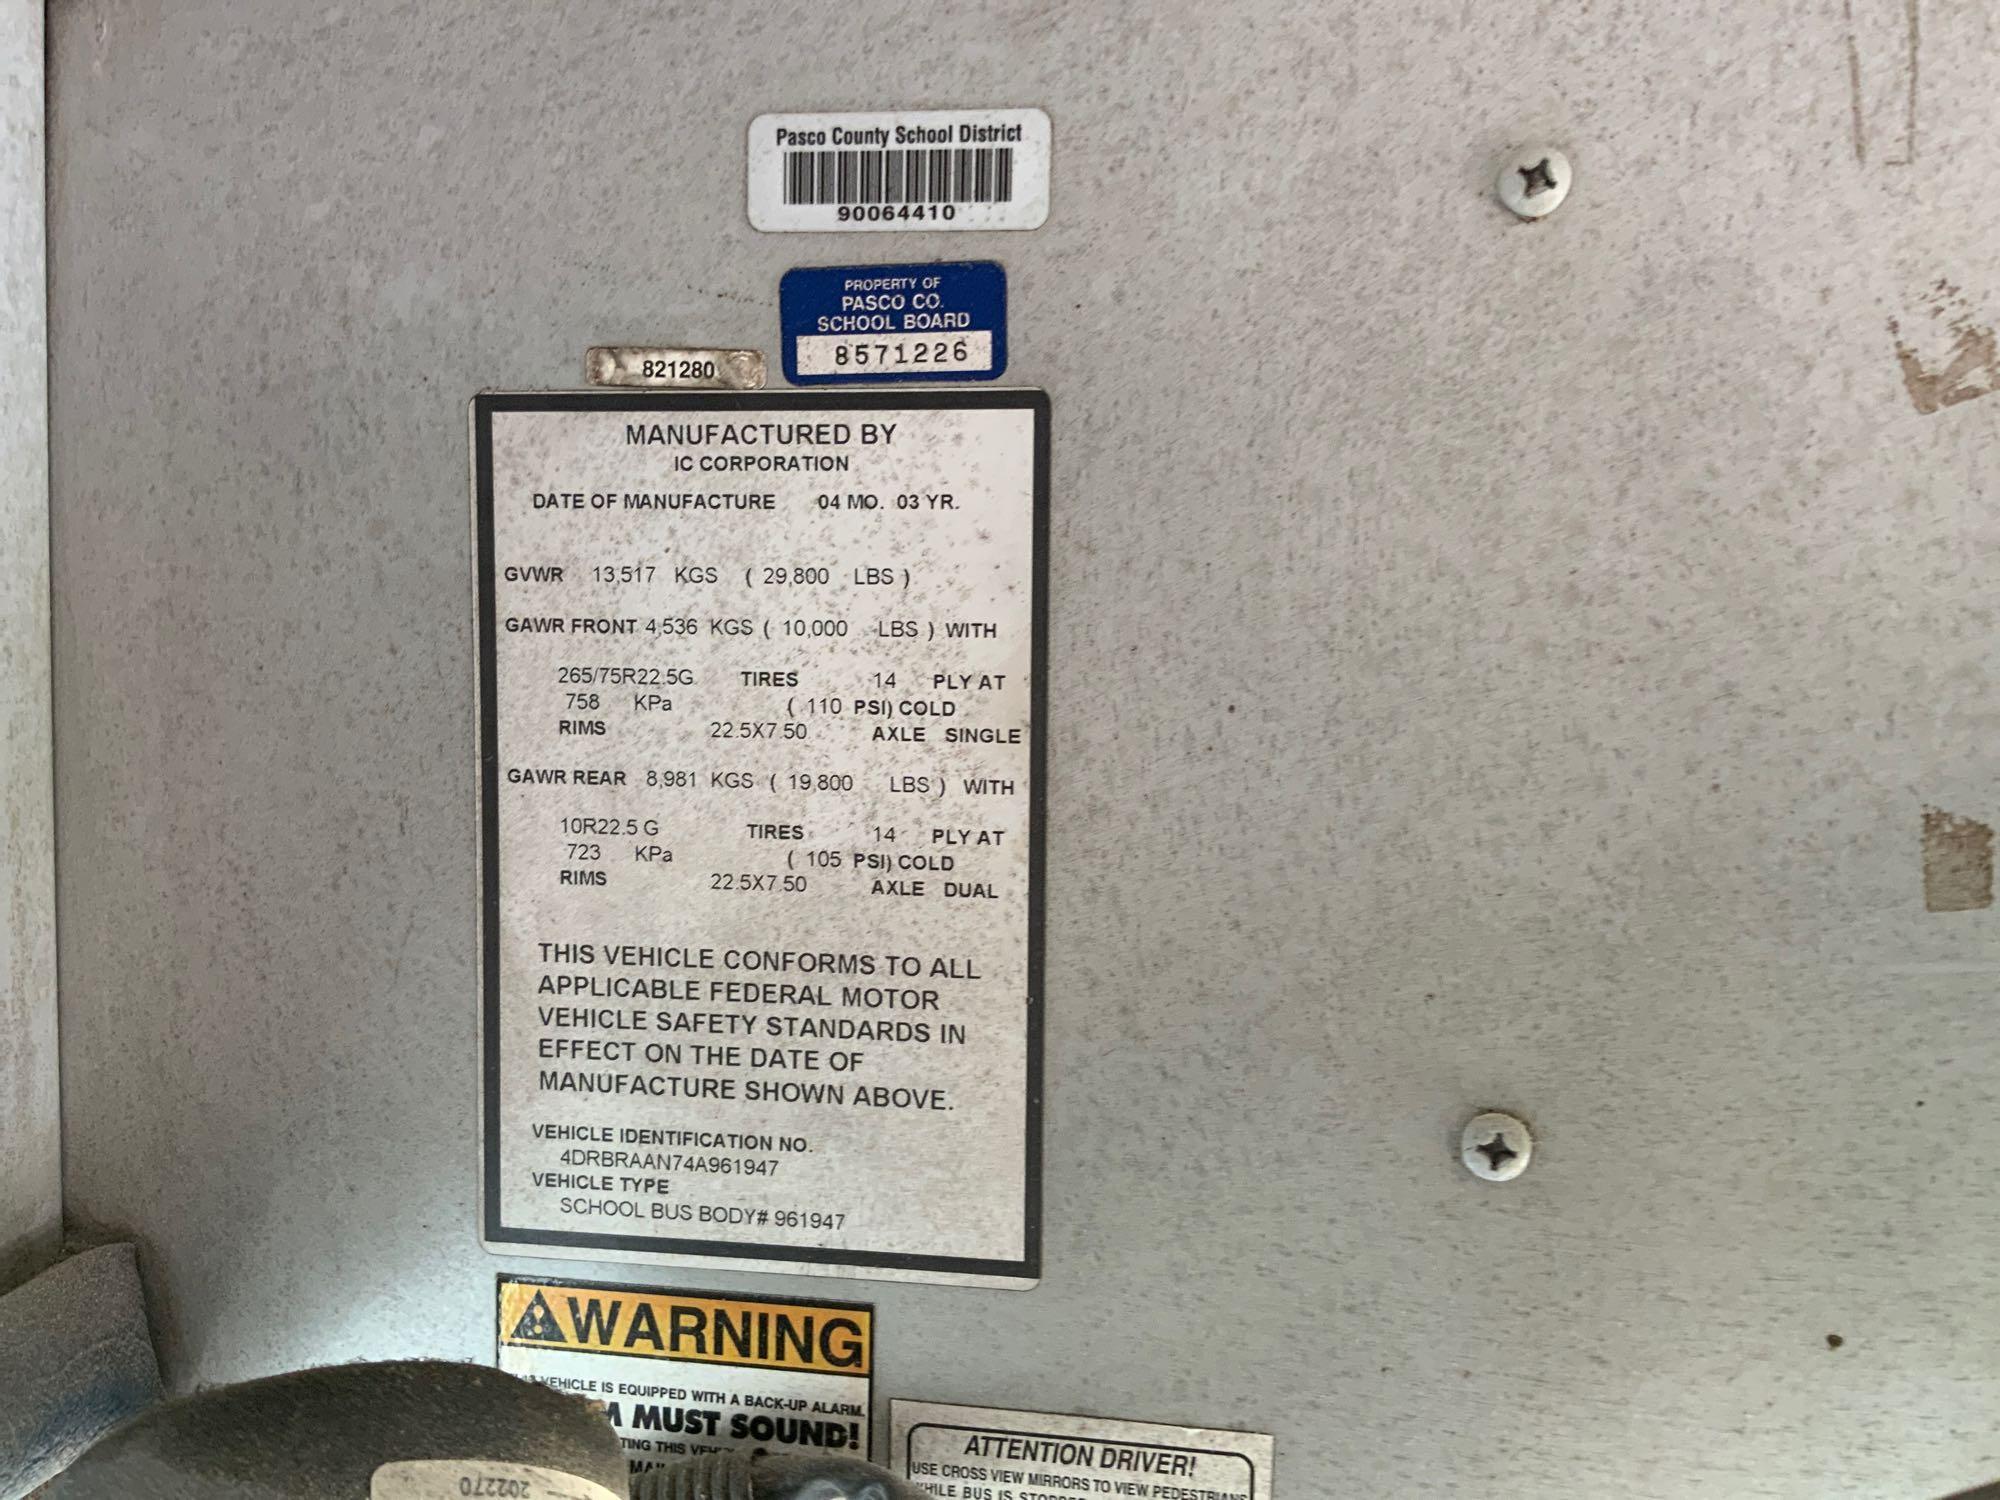 Pasco County School District
90064410
PROPERTY OF
PASCO CO.
SCHOOL BOARD
8571226
821280
MANUFACTURED BY
IC CORPORATION
DATE OF MANUFACTURE 04 MO. 03 YR.
GVWR 13,517 KGS ( 29,800 LBS )
GAWR FRONT 4,536 KGS ( 10,000 LBS ) WITH
265/75R22.5G TIRES 14 PLY AT
758 KPa ( 110 PSI) COLD
RIMS 22.5X7.50 AXLE SINGLE
GAWR REAR 8,981 KGS ( 19,800 LBS ) WITH
10R22.5 G TIRES 14 PLY AT
723 KPa ( 105 PSI) COLD
RIMS 22.5X7.50 AXLE DUAL
THIS VEHICLE CONFORMS TO ALL
APPLICABLE FEDERAL MOTOR
VEHICLE SAFETY STANDARDS IN
EFFECT ON THE DATE OF
MANUFACTURE SHOWN ABOVE.
VEHICLE IDENTIFICATION NO.
4DRBRAAN74A961947
VEHICLE TYPE
SCHOOL BUS BODY# 961947
WARNING
VEHICLE IS EQUIPPED WITH A BACK-UP ALARM.
MUST SOUND!
THIS
ATTENTION DRIVER!
USE CROSS VIEW MIRRORS TO VIEW PEDESTRIANS
WHILE BUS IS
202270